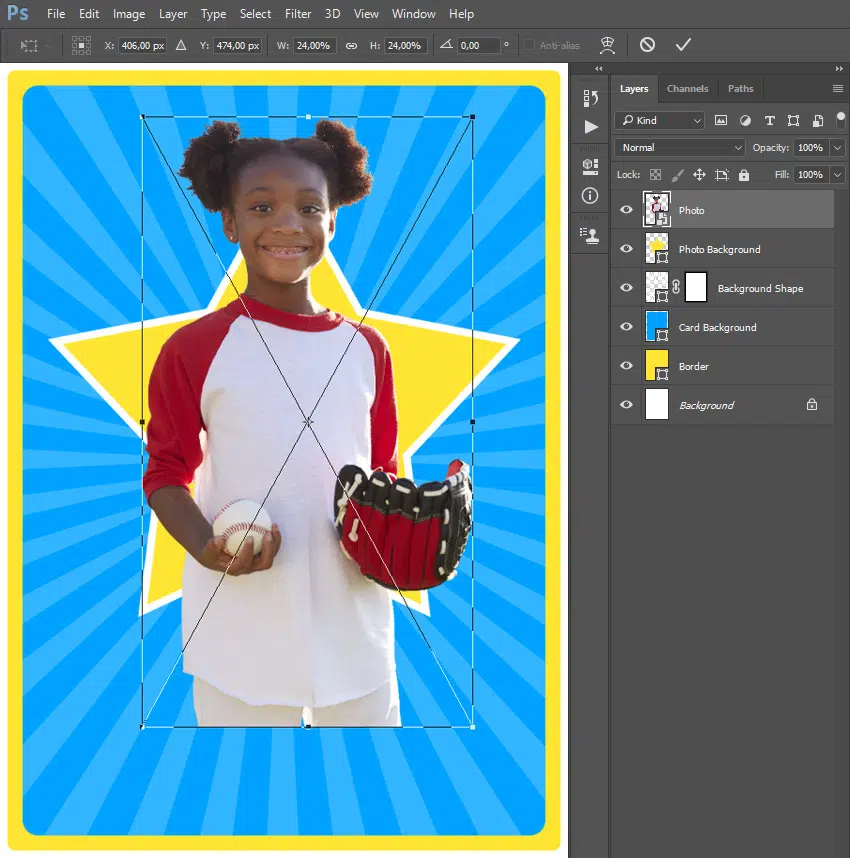 Ps File Edit Image Layer Type Select Filter 3D View Window Help
X: 406,00 px Y: 474,00 px W: 24,00% H: 24,00% 0,00 ° Anti-alias
Layers Channels Paths
Kind
Normal Opacity: 100%
Lock: Fill: 100%
Photo
Photo Background
Background Shape
Card Background
Border
Background